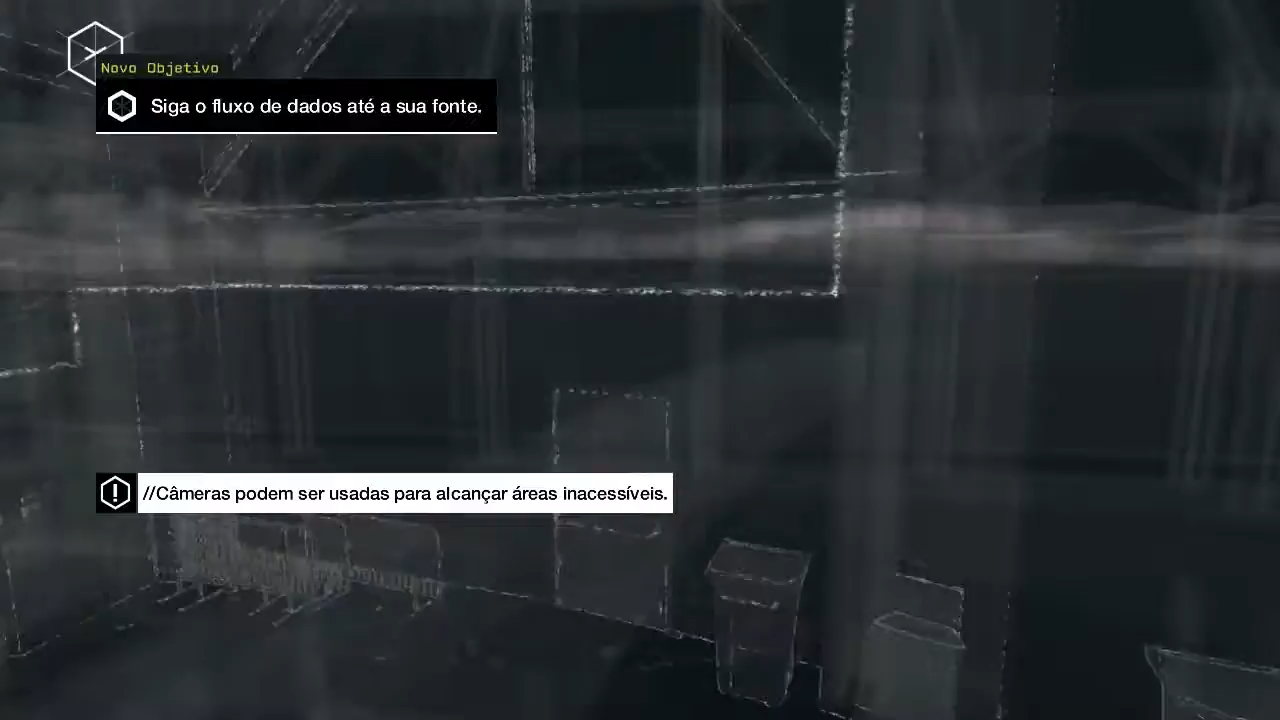 Novo Objetivo
Siga o fluxo de dados até a sua fonte.
//Câmeras podem ser usadas para alcançar áreas inacessíveis.